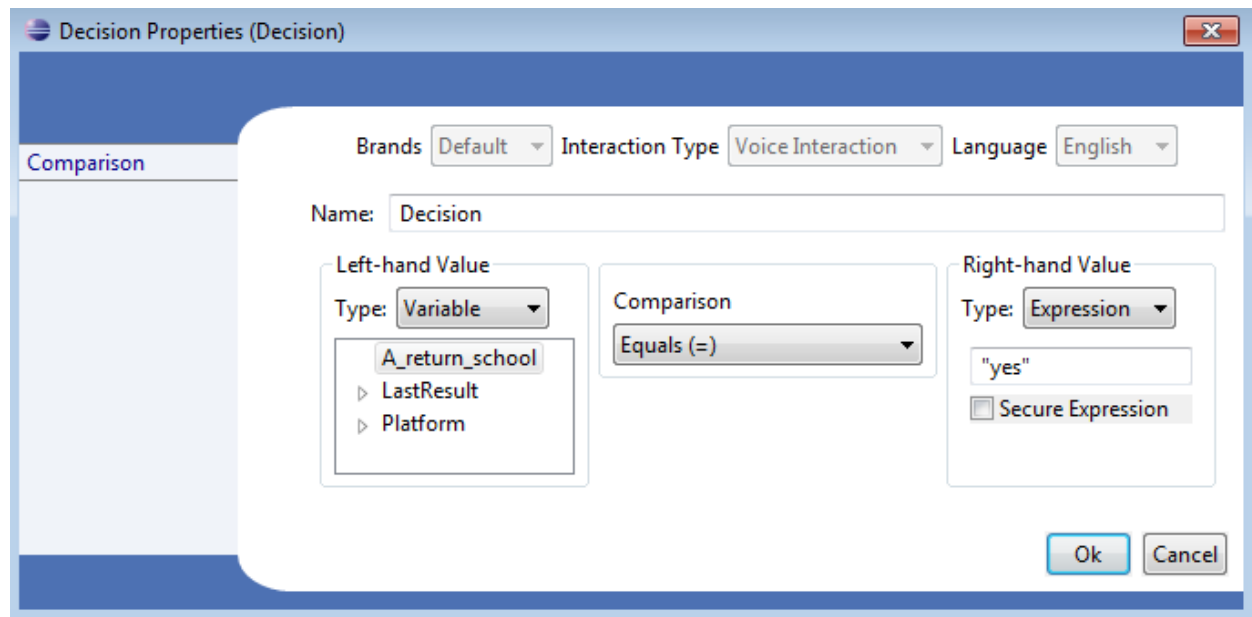 Decision Properties (Decision)
Comparison
Brands Default Interaction Type Voice Interaction Language English
Name: Decision
Left-hand Value
Type: Variable
A_return_school
LastResult
Platform
Comparison
Equals (=)
Right-hand Value
Type: Expression
"yes"
Secure Expression
Ok Cancel